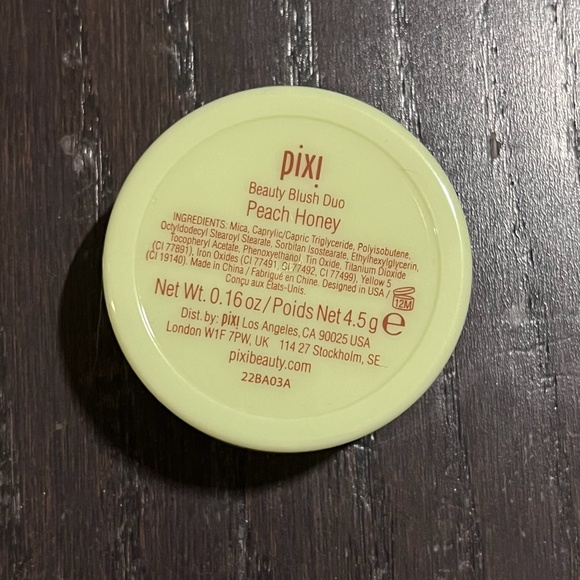 pixi
Beauty Blush Duo
Peach Honey
INGREDIENTS: Mica, Caprylic/Capric Triglyceride, Polyisobutene,
Octyldodecyl Stearoyl Stearate, Sorbitan Isostearate, Ethylhexylglycerin,
Tocopheryl Acetate, Phenoxyethanol, Tin Oxide, Titanium Dioxide
(CI 77891), Iron Oxides (CI 77491, CI 77492, CI 77499), Yellow 5
(CI 19140). Made in China / Fabriqué en Chine. Designed in USA /
Conçu aux États-Unis.
12M
Net Wt. 0.16 oz / Poids Net 4.5 g ℮
Dist. by: pixi Los Angeles, CA 90025 USA
London W1F 7PW, UK 114 27 Stockholm, SE
pixibeauty.com
22BA03A